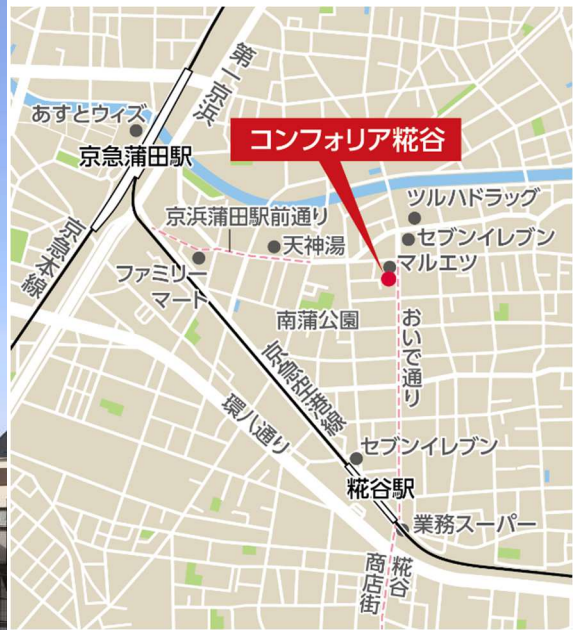 第一京浜
あすとウィズ
京急蒲田駅
コンフォリア糀谷
ツルハドラッグ
京浜蒲田駅前通り
セブンイレブン
天神湯
マルエツ
京急本線
ファミリー
マート
南蒲公園
おいで通り
京急空港線
環八通り
セブンイレブン
糀谷駅
業務スーパー
糀谷
商店街